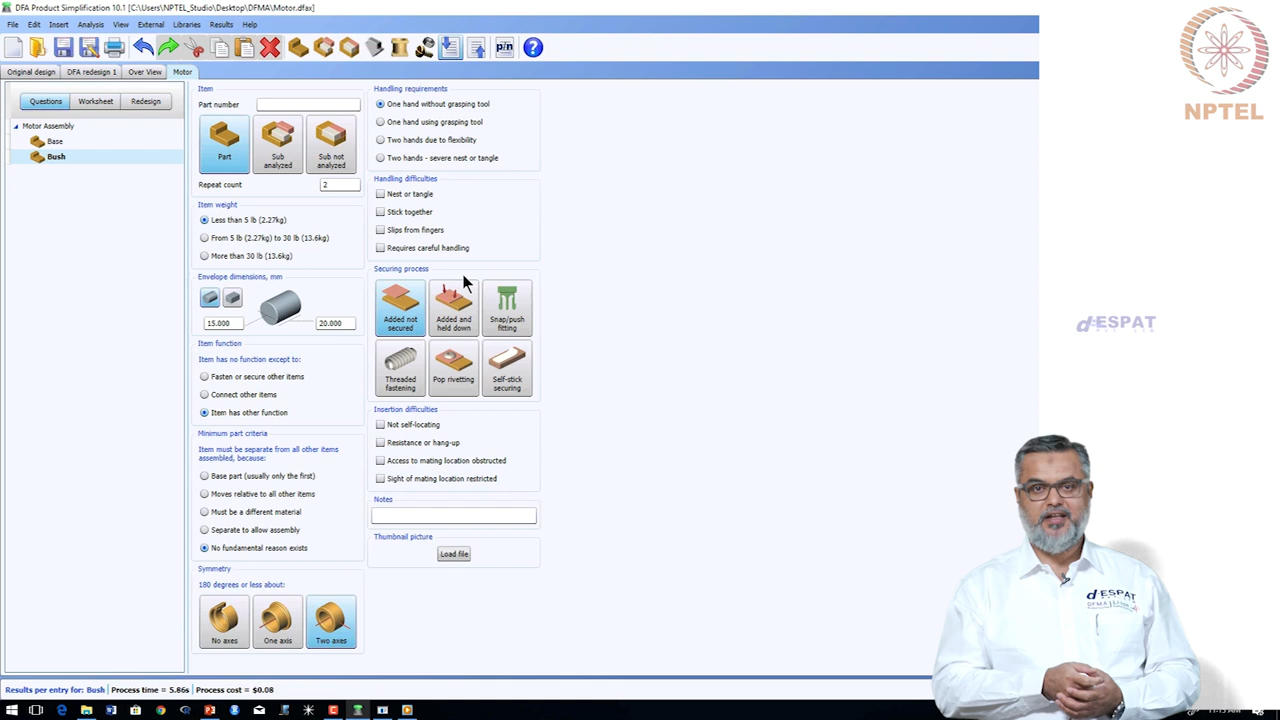 DFA Product Simplification 10.1 [C:\Users\NPTEL_Studio\Desktop\DFMA\Motor.dfax]
File Edit Insert Analysis View External Libraries Results Help
Original design DFA redesign 1 Over View Motor
Questions Worksheet Redesign
Motor Assembly
Base
Bush
Item
Part number
Part
Sub analyzed
Sub not analyzed
Repeat count 2
Item weight
Less than 5 lb (2.27kg)
From 5 lb (2.27kg) to 30 lb (13.6kg)
More than 30 lb (13.6kg)
Envelope dimensions, mm
15.000 20.000
Item function
Item has no function except to:
Fasten or secure other items
Connect other items
Item has other function
Minimum part criteria
Item must be separate from all other items
assembled, because:
Base part (usually only the first)
Moves relative to all other items
Must be a different material
Separate to allow assembly
No fundamental reason exists
Symmetry
180 degrees or less about:
No axes One axis Two axes
Handling requirements
One hand without grasping tool
One hand using grasping tool
Two hands due to flexibility
Two hands - severe nest or tangle
Handling difficulties
Nest or tangle
Stick together
Slips from fingers
Requires careful handling
Securing process
Added not secured
Added and held down
Snap/push fitting
Threaded fastening
Pop rivetting
Self-stick securing
Insertion difficulties
Not self-locating
Resistance or hang-up
Access to mating location obstructed
Sight of mating location restricted
Notes
Thumbnail picture
Load file
Results per entry for: Bush Process time = 5.86s Process cost = $0.08
NPTEL
d-ESPAT
d-ESPAT